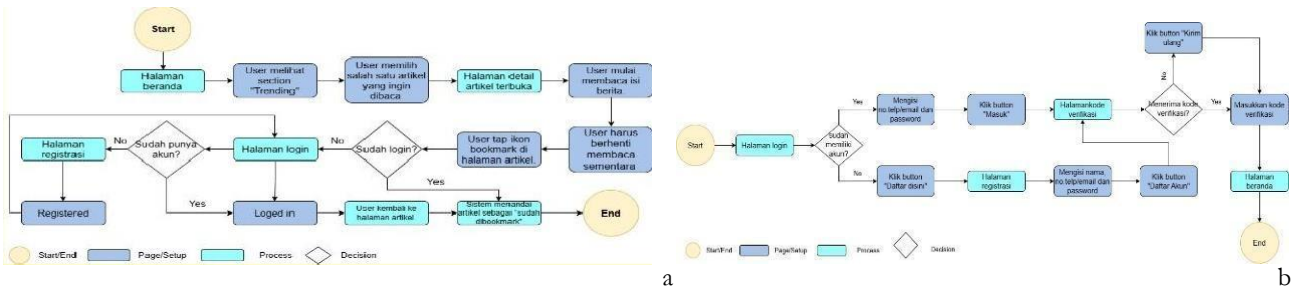 Start
Halaman
beranda
User melihat
section
"Trending"
User memilih
salah satu artikel
yang ingin
dibaca
Halaman detail
artikel terbuka
User mulai
membaca isi
berita
User harus
berhenti
membaca
sementara
User tap ikon
bookmark di
halaman artikel.
Sudah login?
No
Yes
Halaman login
Sudah punya
akun?
No
Yes
Halaman
registrasi
Registered
Loged in
User kembali ke
halaman artikel
Sistem menandai
artikel sebagai "sudah
dibookmark"
End
Start/End
Page/Setup
Process
Decision
a
Start
Halaman login
Sudah
memiliki
akun?
Yes
Mengisi
no.telp/email dan
password
Klik button
"Masuk"
Halamankode
verifikasi
Menerima kode
verifikasi?
No
Klik button "Kirim
ulang"
Yes
Masukkan kode
verifikasi
No
Klik button
"Daftar disini"
Halaman
registrasi
Mengisi nama,
no.telp/email dan
password
Klik button
"Daftar Akun"
Halaman
beranda
End
Start/End
Page/Setup
Process
Decision
b